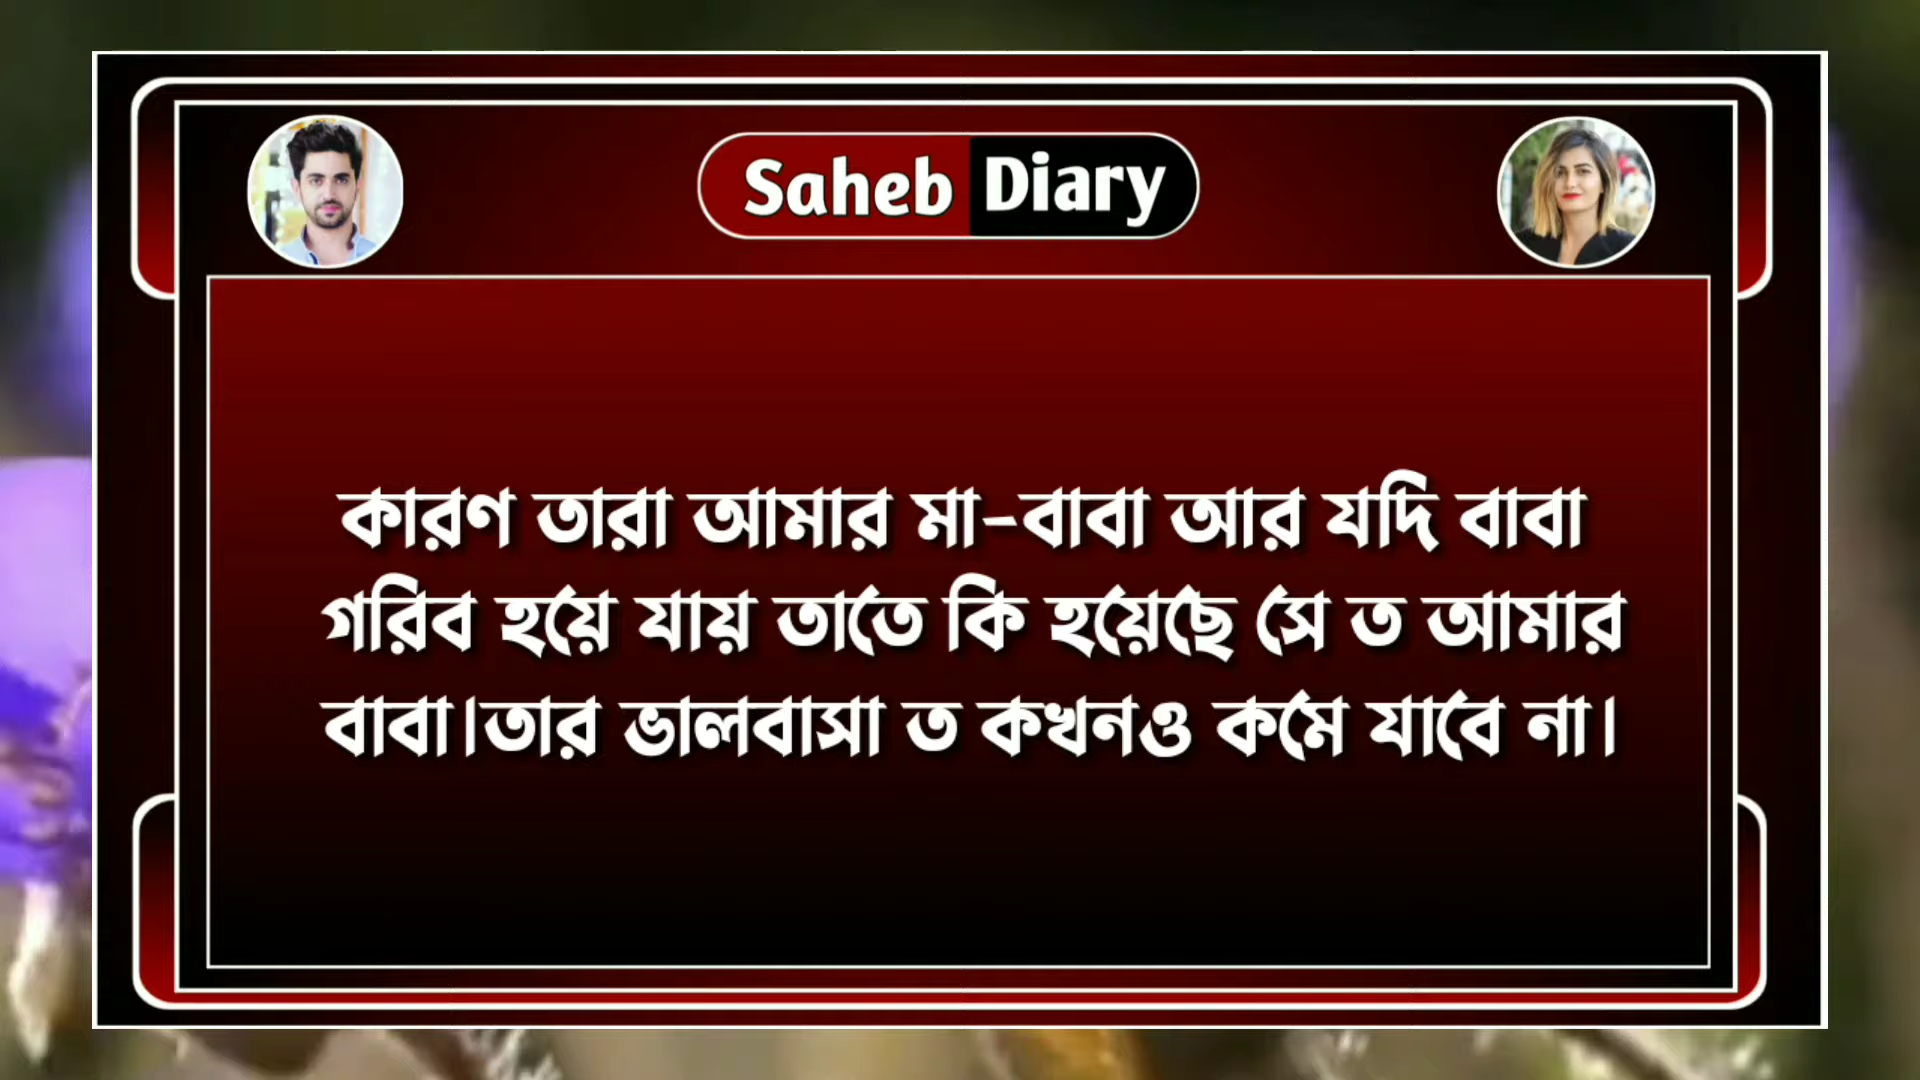 Saheb Diary
কারণ তারা আমার মা-বাবা আর যদি বাবা
গরিব হয়ে যায় তাতে কি হয়েছে সে ত আমার
বাবা।তার ভালবাসা ত কখনও কমে যাবে না।